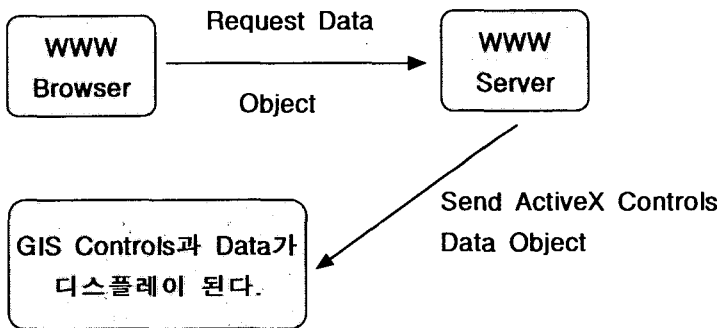 WWW
Browser
Request Data
Object
WWW
Server
Send ActiveX Controls
Data Object
GIS Controls과 Data가
디스플레이 된다.